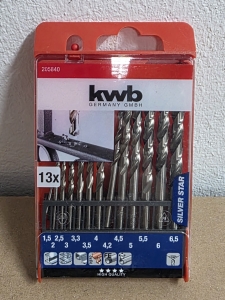 205640
kwb
GERMANY GMBH
13x
SILVER STAR
1,5 2,5 3,3 4 4,5 5,5 6,5
2 3 3,5 4,2 5 6
HIGH QUALITY